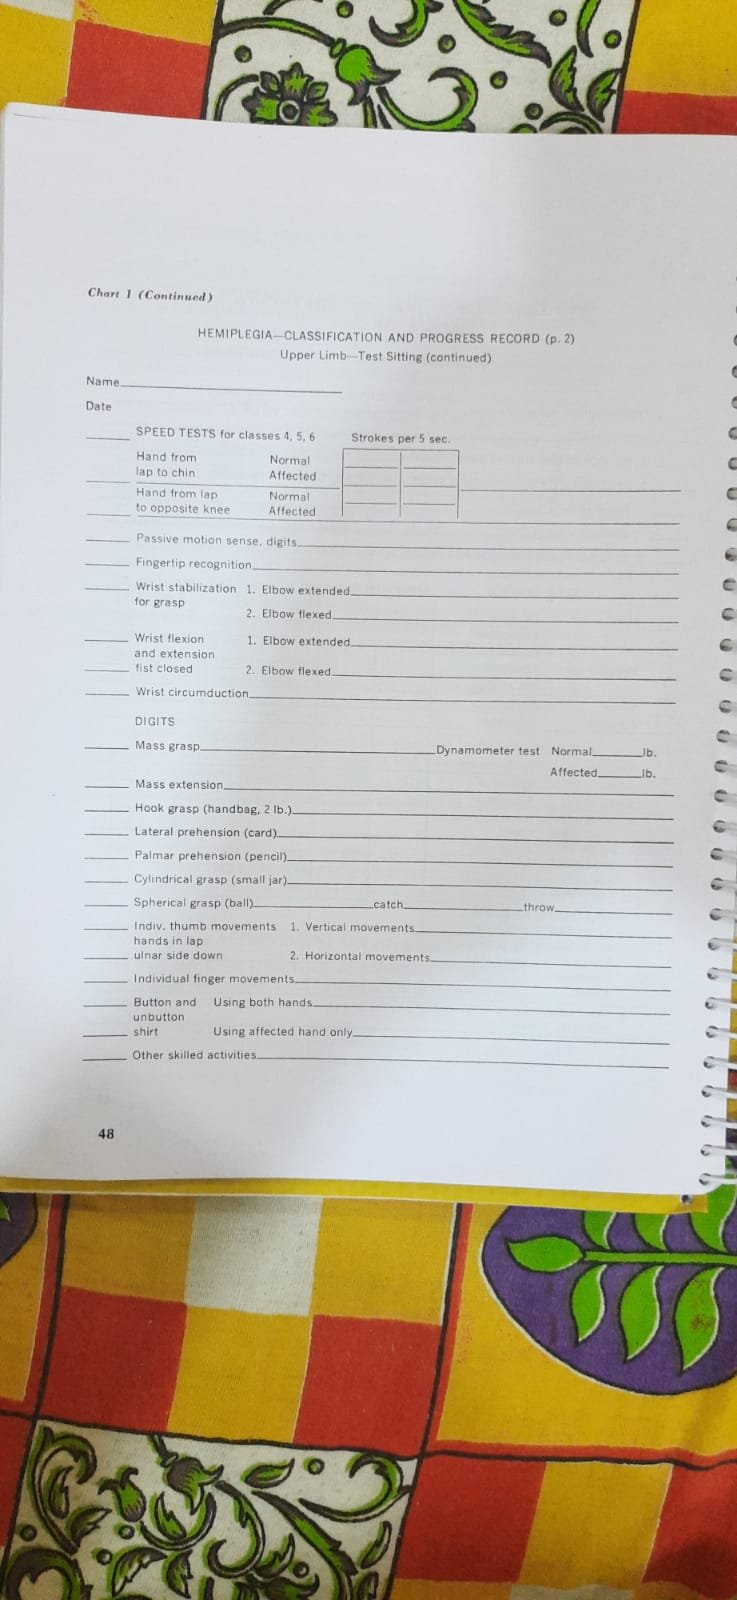 Chart 1 (Continued)
HEMIPLEGIA—CLASSIFICATION AND PROGRESS RECORD (p. 2)
Upper Limb—Test Sitting (continued)
Name
Date
SPEED TESTS for classes 4, 5, 6 Strokes per 5 sec.
Hand from Normal
lap to chin Affected
Hand from lap Normal
to opposite knee Affected
Passive motion sense, digits
Fingertip recognition
Wrist stabilization 1. Elbow extended
for grasp
2. Elbow flexed
Wrist flexion 1. Elbow extended
and extension
fist closed 2. Elbow flexed
Wrist circumduction
DIGITS
Mass grasp Dynamometer test Normal lb.
Affected lb.
Mass extension
Hook grasp (handbag, 2 lb.)
Lateral prehension (card)
Palmar prehension (pencil)
Cylindrical grasp (small jar)
Spherical grasp (ball) catch throw
Indiv. thumb movements 1. Vertical movements
hands in lap
ulnar side down 2. Horizontal movements
Individual finger movements
Button and Using both hands
unbutton
shirt Using affected hand only
Other skilled activities
48